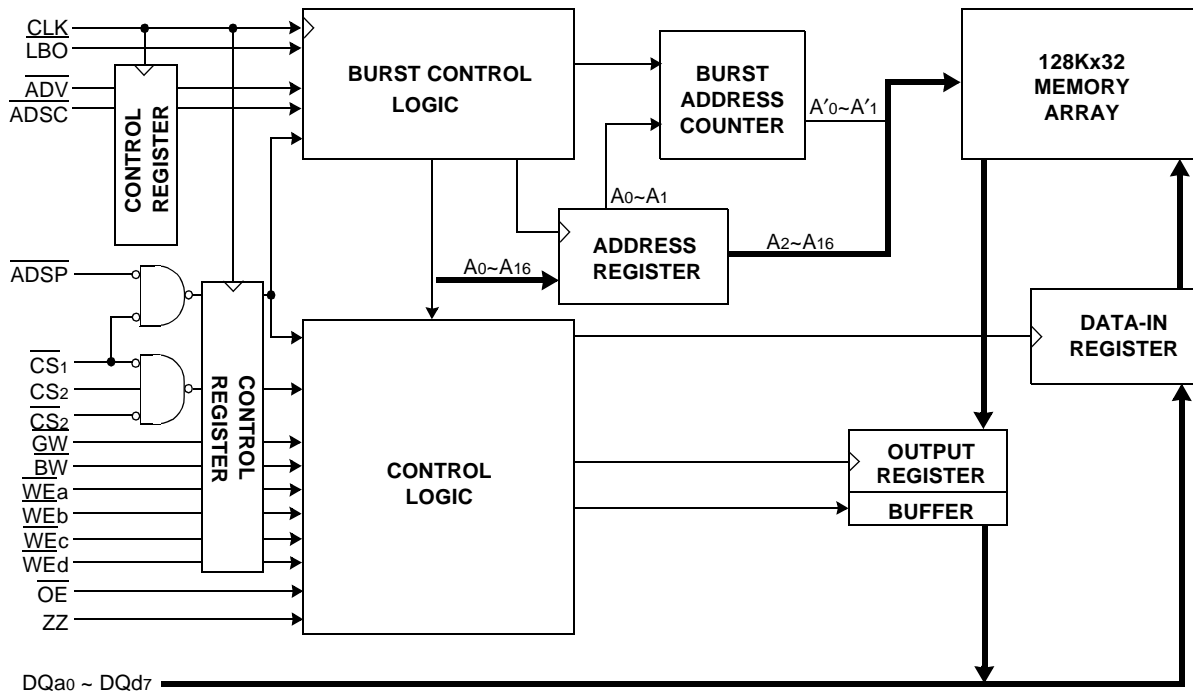 CLK
LBO
ADV
ADSC
CONTROL
REGISTER
BURST CONTROL
LOGIC
BURST
ADDRESS
COUNTER
A′0~A′1
128Kx32
MEMORY
ARRAY
A0~A1
ADDRESS
REGISTER
A2~A16
A0~A16
ADSP
CS1
CS2
CS2
GW
BW
WEa
WEb
WEc
WEd
OE
ZZ
CONTROL
REGISTER
CONTROL
LOGIC
DATA-IN
REGISTER
OUTPUT
REGISTER
BUFFER
DQa0 ~ DQd7